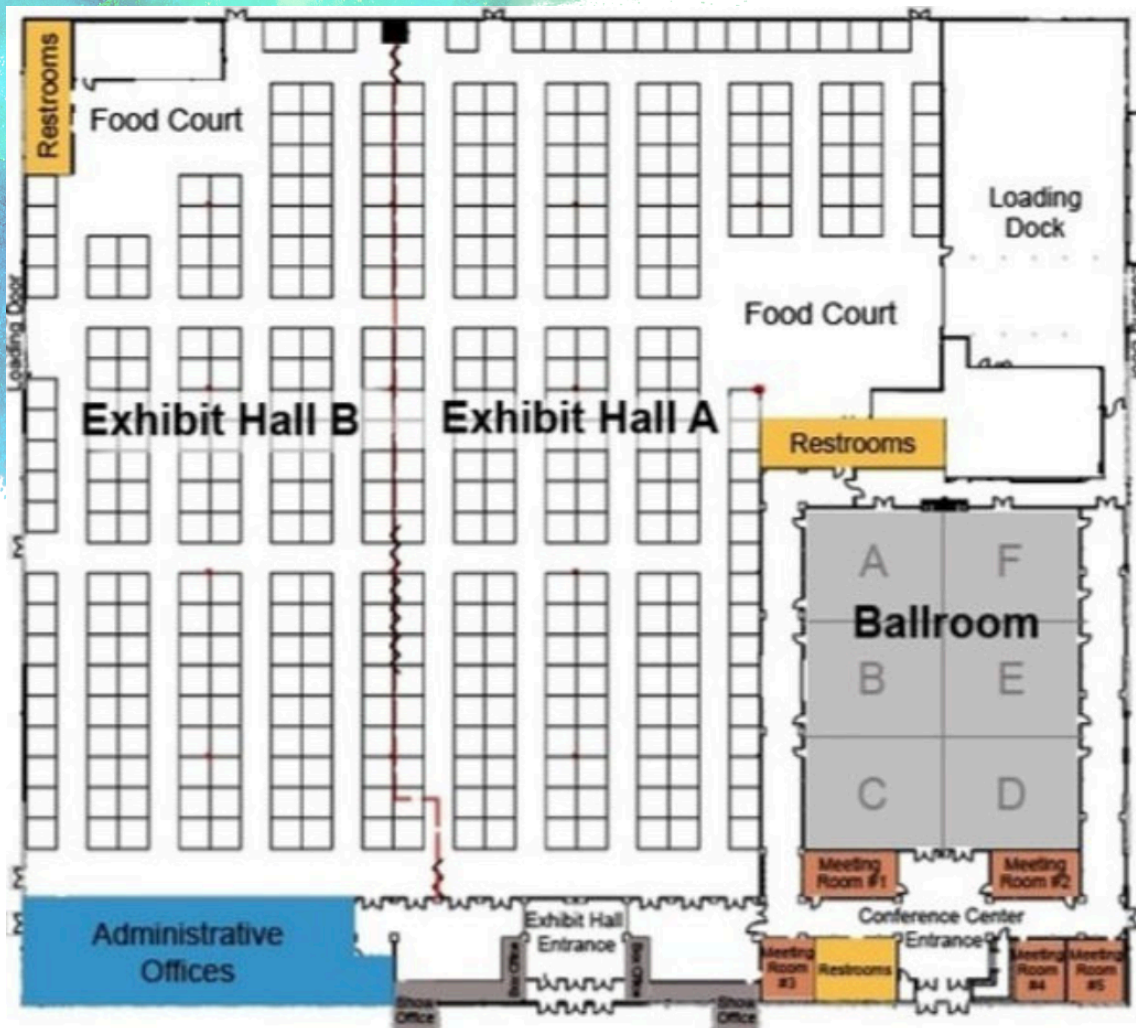 Restrooms
Food Court
Loading
Dock
Loading Door
Food Court
Exhibit Hall B
Exhibit Hall A
Restrooms
A
F
Ballroom
B
E
C
D
Meeting
Room #1
Meeting
Room #2
Administrative
Offices
Exhibit Hall
Entrance
Box Office
Box Office
Show
Office
Show
Office
Conference Center
Entrance
Meeting
Room
#3
Restrooms
Meeting
Room
#4
Meeting
Room
#5